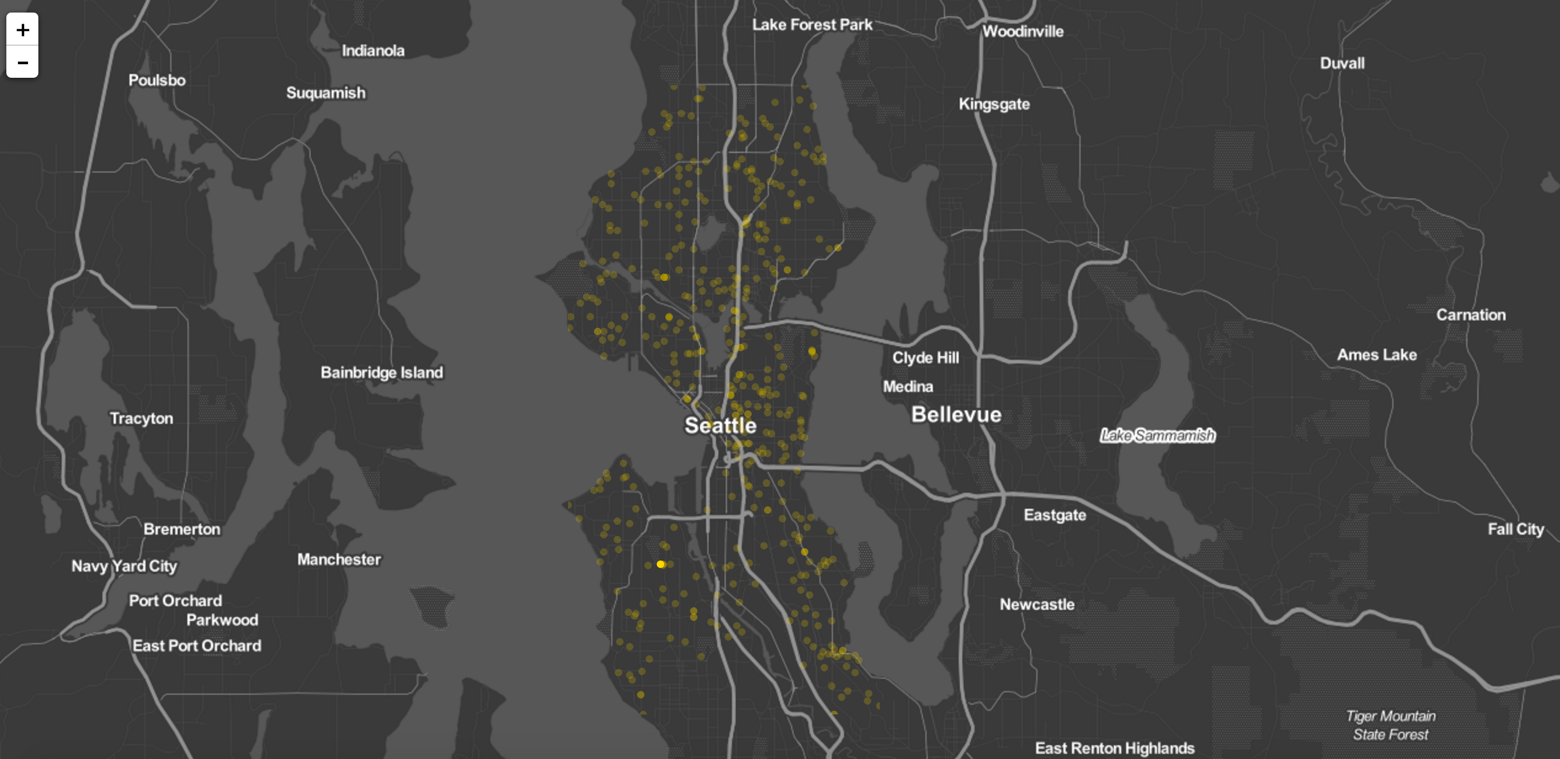 +
Lake Forest Park
Woodinville
Indianola
Duvall
−
Poulsbo
Suquamish
Kingsgate
Carnation
Ames Lake
Clyde Hill
Bainbridge Island
Medina
Bellevue
Tracyton
Seattle
Lake Sammamish
Eastgate
Bremerton
Fall City
Manchester
Navy Yard City
Port Orchard
Newcastle
Parkwood
East Port Orchard
Tiger Mountain
State Forest
East Renton Highlands